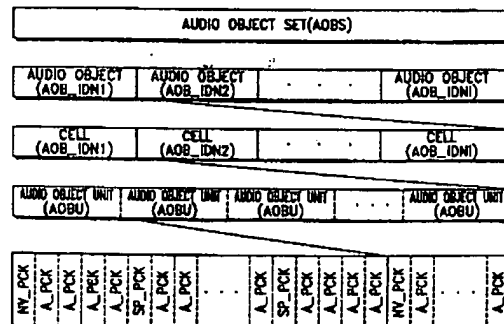 AUDIO OBJECT SET(AOBS)
AUDIO OBJECT (AOB_IDN1) AUDIO OBJECT (AOB_IDN2) · · · AUDIO OBJECT (AOB_IDNI)
CELL (AOB_IDN1) CELL (AOB_IDN2) · · · CELL (AOB_IDNI)
AUDIO OBJECT UNIT (AOBU) AUDIO OBJECT UNIT (AOBU) AUDIO OBJECT UNIT (AOBU) · · · AUDIO OBJECT UNIT (AOBU)
NV_PCK A_PCK A_PCK A_PCK A_PCK SP_PCK A_PCK A_PCK · · · A_PCK SP_PCK A_PCK A_PCK A_PCK A_PCK NV_PCK A_PCK · · · A_PCK